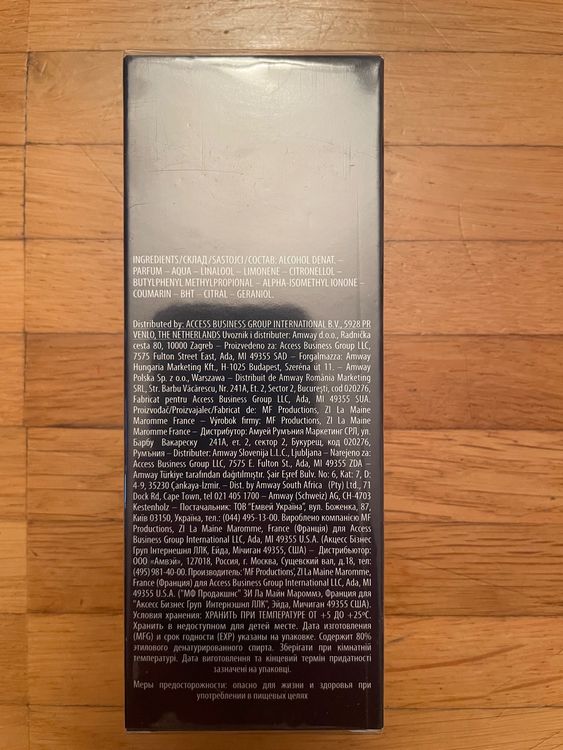 INGREDIENTS/СКЛАД/SASTOJCI/СОСТАВ: ALCOHOL DENAT. –
PARFUM – AQUA – LINALOOL – LIMONENE – CITRONELLOL –
BUTYLPHENYL METHYLPROPIONAL – ALPHA-ISOMETHYL IONONE –
COUMARIN – BHT – CITRAL – GERANIOL.
Distributed by: ACCESS BUSINESS GROUP INTERNATIONAL B.V., 5928 PR
VENLO, THE NETHERLANDS Uvoznik i distributer: Amway d.o.o., Radnička
cesta 80, 10000 Zagreb – Proizvedeno za: Access Business Group LLC,
7575 Fulton Street East, Ada, MI 49355 SAD – Forgalmazza: Amway
Hungaria Marketing Kft., H-1025 Budapest, Szeréna út 11. – Amway
Polska Sp. z o.o., Warszawa – Distribuit de Amway România Marketing
SRL, Str. Barbu Văcărescu, Nr. 241A, Et. 2, Sector 2, București, cod 020276,
Fabricat pentru Access Business Group LLC, Ada, MI 49355 SUA.
Proizvođač/Proizvajalec/Fabricat de: MF Productions, ZI La Maine
Maromme France – Výrobok firmy: MF Productions, ZI La Maine
Maromme France – Дистрибутор: Амуей Румъния Маркетинг СРЛ, ул.
Барбу Вакареску 241А, ет. 2, сектор 2, Букурещ, код 020276,
Румъния – Distributer: Amway Slovenija L.L.C., Ljubljana – Narejeno za:
Access Business Group LLC, 7575 E. Fulton St., Ada, MI 49355 ZDA –
Amway Türkiye tarafından dağıtılmıştır. Şair Eşref Bulv. No: 6, Kat: 7, D:
4-9, 35230 Çankaya-İzmir. – Dist. by Amway South Africa (Pty) Ltd., 71
Dock Rd, Cape Town, tel 021 405 1700 – Amway (Schweiz) AG, CH-4703
Kestenholz – Постачальник: ТОВ "Емвей Україна", вул. Боженка, 87,
Київ 03150, Україна, тел.: (044) 495-13-00. Вироблено компанією MF
Productions, ZI La Maine Maromme, France (Франція) для Access
Business Group International LLC, Ada, MI 49355 U.S.A. (Акцесс Бізнес
Груп Інтернешнл ЛЛК, Ейда, Мічиган 49355, США) – Дистрибьютор:
ООО «Амвэй», 127018, Россия, г. Москва, Сущевский вал, д.18, тел:
(495) 981-40-00. Производитель: 'MF Productions', ZI La Maine Maromme,
France (Франция) для Access Business Group International LLC, Ada, MI
49355 U.S.A. ("МФ Продакшнс" ЗИ Ла Майн Мароммэ, Франция для
"Аксесс Бизнес Груп Интернэшнл ЛЛК", Эйда, Мичиган 49355 США).
Условия хранения: ХРАНИТЬ ПРИ ТЕМПЕРАТУРЕ ОТ +5 ДО +25ºC.
Хранить в недоступном для детей месте. Дата изготовления
(MFG) и срок годности (EXP) указаны на упаковке. Содержит 80%
этилового денатурированного спирта. Зберігати при кімнатній
температурі. Дата виготовлення та кінцевий термін придатності
зазначені на упаковці.
Меры предосторожности: опасно для жизни и здоровья при
употреблении в пищевых целях